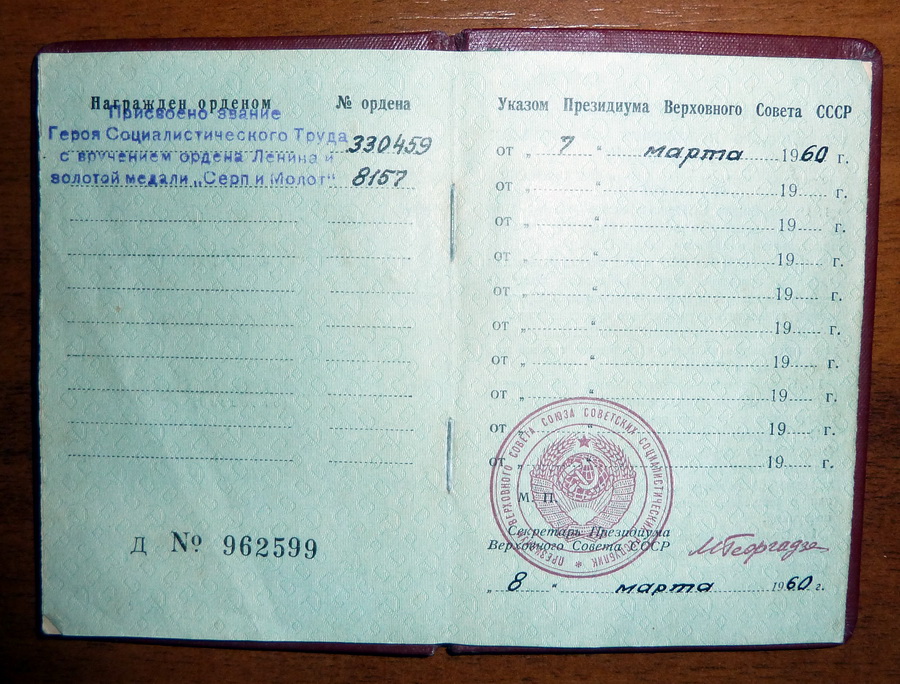 Награжден орденом № ордена
Присвоено звание
Героя Социалистического Труда 330459
с вручением ордена Ленина и
золотой медали „Серп и Молот“ 8157
Д № 962599
Указом Президиума Верховного Совета СССР
от „ 7 “ марта 1960 г.
от „ “ 19 г.
от „ “ 19 г.
от „ “ 19 г.
от „ “ 19 г.
от „ “ 19 г.
от „ “ 19 г.
от „ “ 19 г.
от „ “ 19 г.
от „ “ 19 г.
ПРЕЗИДИУМ ВЕРХОВНОГО СОВЕТА СОЮЗА СОВЕТСКИХ СОЦИАЛИСТИЧЕСКИХ РЕСПУБЛИК
М. П.
Секретарь Президиума
Верховного Совета СССР МГеоргадзе
„ 8 “ марта 1960 г.